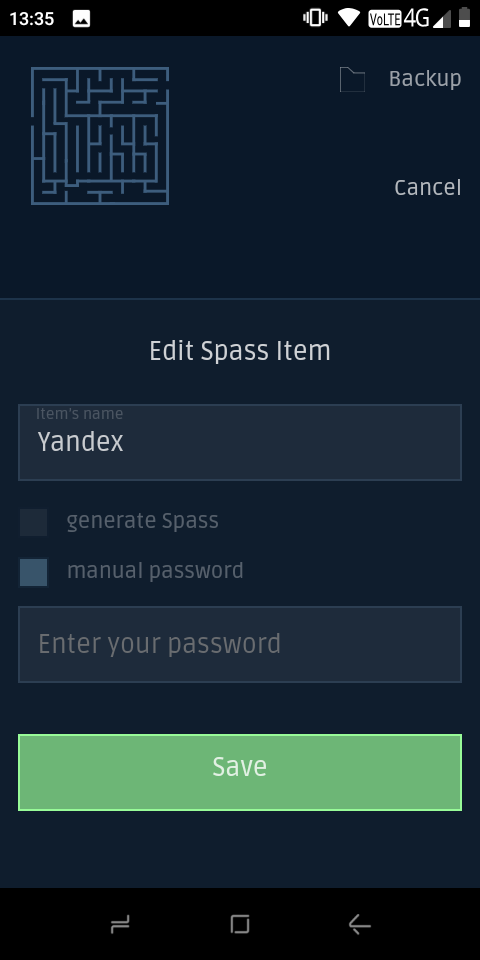 13:35 VoLTE 4G
Backup
Cancel
Edit Spass Item
Item's name
Yandex
generate Spass
manual password
Enter your password
Save